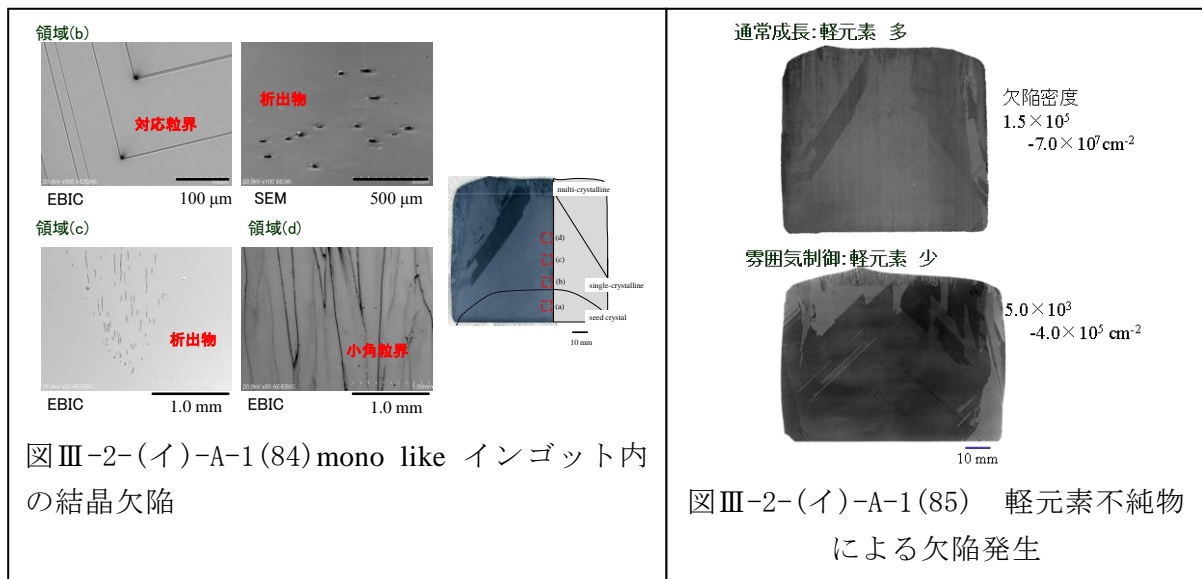 領域(b)
対応粒界
EBIC
100 μm
析出物
SEM
500 μm
領域(c)
析出物
EBIC
1.0 mm
領域(d)
小角粒界
EBIC
1.0 mm
multi-crystalline
(d)
(c)
(b)
single-crystalline
(a)
seed crystal
10 mm
図Ⅲ-2-(イ)-A-1(84)mono like インゴット内
の結晶欠陥
通常成長:軽元素 多
欠陥密度
1.5×10⁵
-7.0×10⁷cm⁻²
雰囲気制御:軽元素 少
5.0×10³
-4.0×10⁵ cm⁻²
10 mm
図Ⅲ-2-(イ)-A-1(85) 軽元素不純物
による欠陥発生